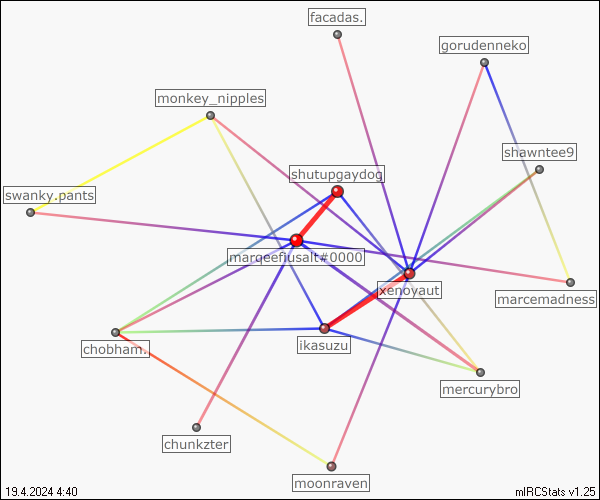 facadas.
gorudenneko
monkey_nipples
shawntee9
shutupgaydog
swanky.pants
marqeefiusalt#0000
xenoyaut
marcemadness
ikasuzu
chobham.
mercurybro
chunkzter
moonraven
19.4.2024 4:40
mIRCStats v1.25